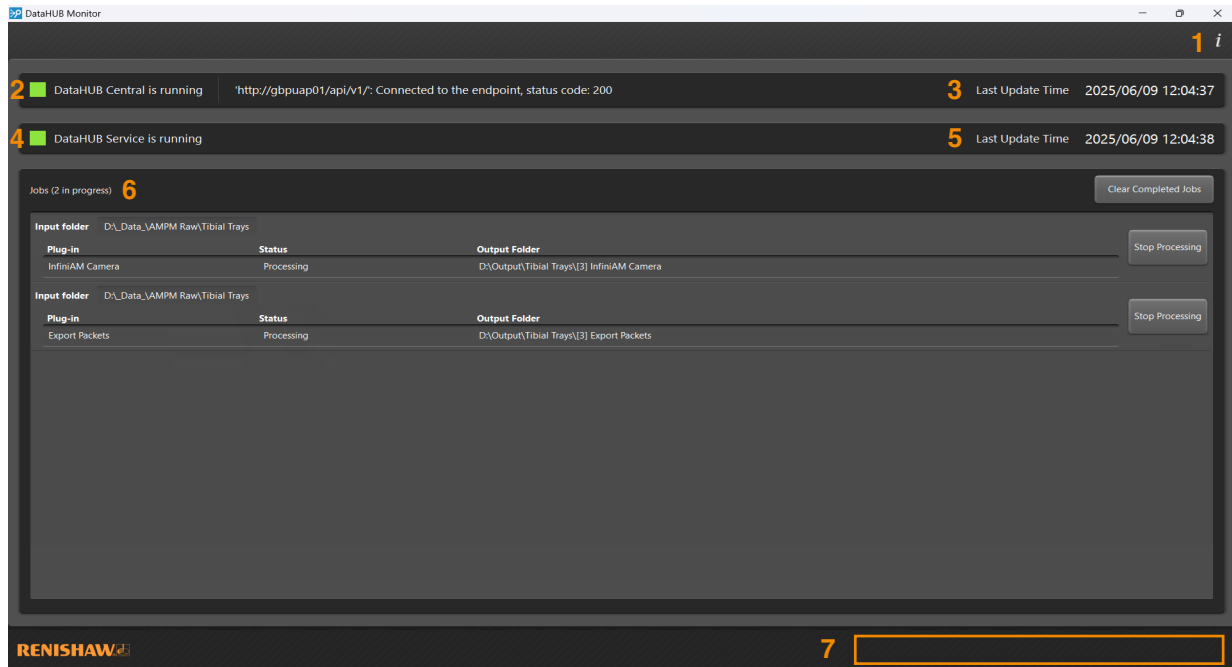 DataHUB Monitor
1 i
2 DataHUB Central is running 'http://gbpuap01/api/v1/': Connected to the endpoint, status code: 200 3 Last Update Time 2025/06/09 12:04:37
4 DataHUB Service is running 5 Last Update Time 2025/06/09 12:04:38
Jobs (2 in progress) 6 Clear Completed Jobs
Input folder D:\_Data_\AMPM Raw\Tibial Trays
Plug-in Status Output Folder Stop Processing
InfiniAM Camera Processing D:\Output\Tibial Trays\[3] InfiniAM Camera
Input folder D:\_Data_\AMPM Raw\Tibial Trays
Plug-in Status Output Folder Stop Processing
Export Packets Processing D:\Output\Tibial Trays\[3] Export Packets
RENISHAW 7